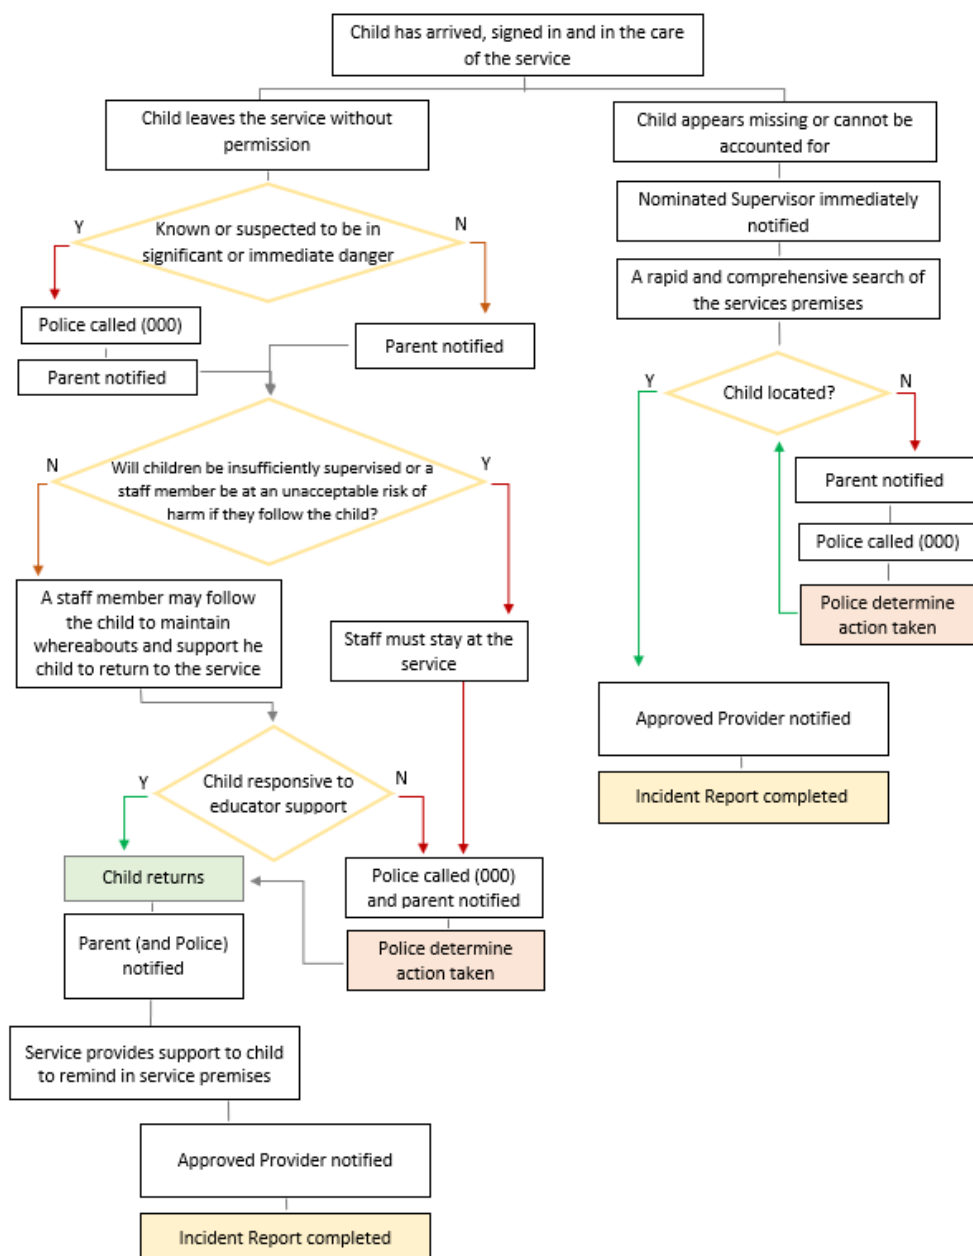 Child has arrived, signed in and in the care
of the service
Child leaves the service without
permission
Child appears missing or cannot be
accounted for
Y
Known or suspected to be in
significant or immediate danger
N
Nominated Supervisor immediately
notified
A rapid and comprehensive search of
the services premises
Police called (000)
Parent notified
Parent notified
Y
Child located?
N
N
Will children be insufficiently supervised or a
staff member be at an unacceptable risk of
harm if they follow the child?
Y
Parent notified
Police called (000)
Police determine
action taken
A staff member may follow
the child to maintain
whereabouts and support he
child to return to the service
Staff must stay at the
service
Approved Provider notified
Incident Report completed
Y
Child responsive to
educator support
N
Child returns
Police called (000)
and parent notified
Parent (and Police)
notified
Police determine
action taken
Service provides support to child
to remind in service premises
Approved Provider notified
Incident Report completed